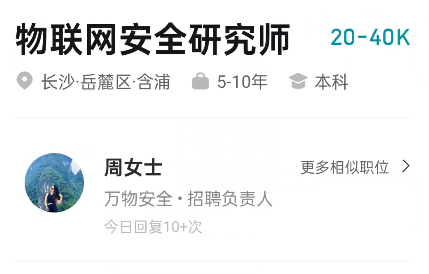 物联网安全研究师 20-40K
长沙·岳麓区·含浦 5-10年 本科
周女士 更多相似职位
万物安全·招聘负责人
今日回复10+次